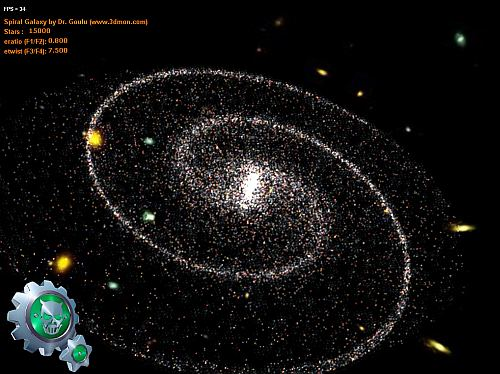 FPS = 34
Spiral Galaxy by Dr. Goulu (www.3dmon.com)
Stars : 15000
eratio (F1/F2): 0.800
etwist (F3/F4): 7.500